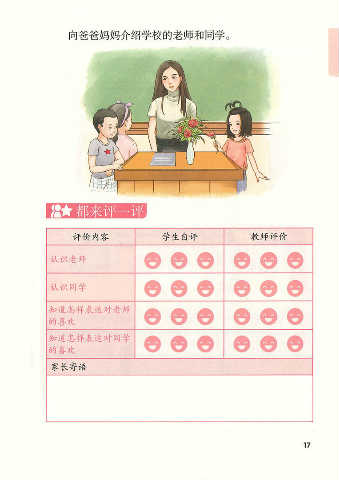 向爸爸妈妈介绍学校的老师和同学。
都来评一评
评价内容 学生自评 教师评价
认识老师
认识同学
知道怎样表达对老师
的喜欢
知道怎样表达对同学
的喜欢
家长寄语
17